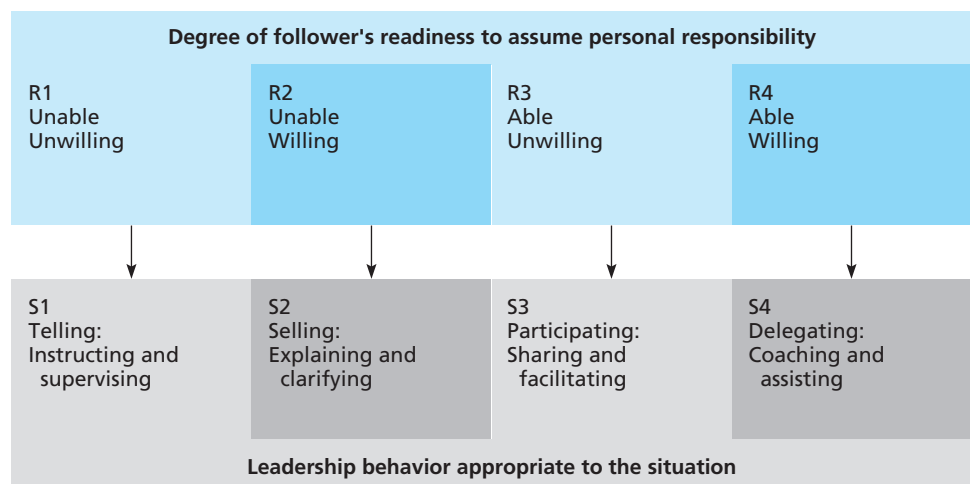 Degree of follower's readiness to assume personal responsibility
R1
Unable
Unwilling
R2
Unable
Willing
R3
Able
Unwilling
R4
Able
Willing
S1
Telling:
Instructing and
supervising
S2
Selling:
Explaining and
clarifying
S3
Participating:
Sharing and
facilitating
S4
Delegating:
Coaching and
assisting
Leadership behavior appropriate to the situation